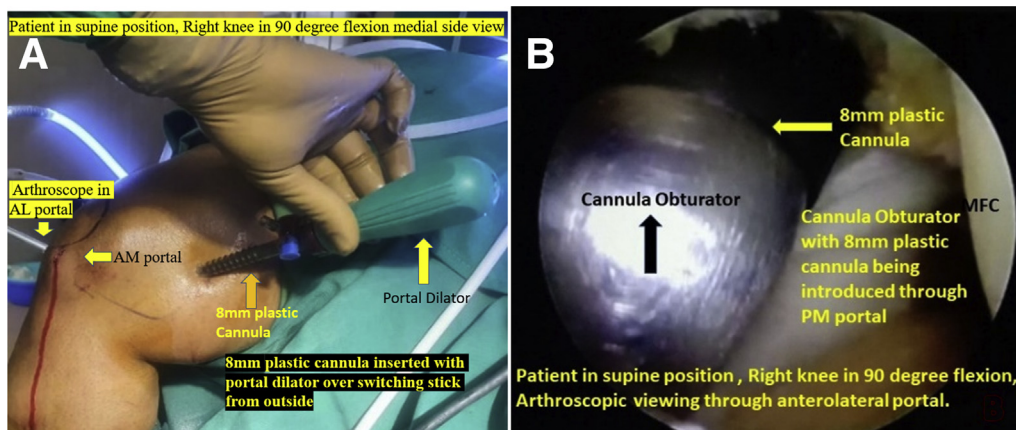 Patient in supine position, Right knee in 90 degree flexion medial side view
A
Arthroscope in
AL portal
AM portal
8mm plastic
Cannula
Portal Dilator
8mm plastic cannula inserted with
portal dilator over switching stick
from outside
B
8mm plastic
Cannula
Cannula Obturator
MFC
Cannula Obturator
with 8mm plastic
cannula being
introduced through
PM portal
Patient in supine position , Right knee in 90 degree flexion,
Arthroscopic viewing through anterolateral portal.